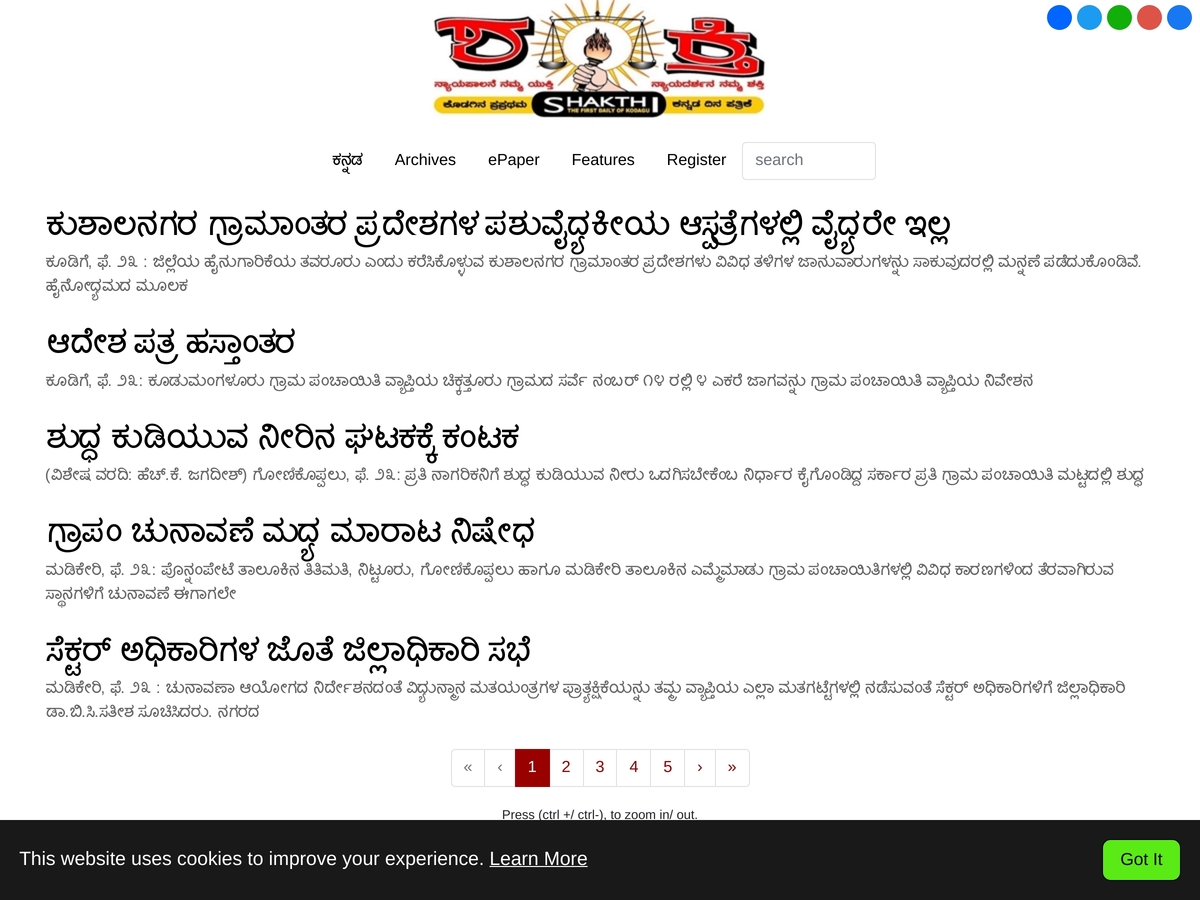 ಶ ಕ್ತಿ
ನ್ಯಾಯಪಾಲನೆ ನಮ್ಮ ಯುಕ್ತಿ ನ್ಯಾಯದರ್ಶನ ನಮ್ಮ ಶಕ್ತಿ
ಕೊಡಗಿನ ಪ್ರಪ್ರಥಮ SHAKTHI ಕನ್ನಡ ದಿನ ಪತ್ರಿಕೆ
THE FIRST DAILY OF KODAGU
ಕನ್ನಡ Archives ePaper Features Register search
ಕುಶಾಲನಗರ ಗ್ರಾಮಾಂತರ ಪ್ರದೇಶಗಳ ಪಶುವೈದ್ಯಕೀಯ ಆಸ್ಪತ್ರೆಗಳಲ್ಲಿ ವೈದ್ಯರೇ ಇಲ್ಲ
ಕೂಡಿಗೆ, ಫೆ. ೨೩ : ಜಿಲ್ಲೆಯ ಹೈನುಗಾರಿಕೆಯ ತವರೂರು ಎಂದು ಕರೆಸಿಕೊಳ್ಳುವ ಕುಶಾಲನಗರ ಗ್ರಾಮಾಂತರ ಪ್ರದೇಶಗಳು ವಿವಿಧ ತಳಿಗಳ ಜಾನುವಾರುಗಳನ್ನು ಸಾಕುವುದರಲ್ಲಿ ಮನ್ನಣೆ ಪಡೆದುಕೊಂಡಿವೆ.
ಹೈನೋದ್ಯಮದ ಮೂಲಕ
ಆದೇಶ ಪತ್ರ ಹಸ್ತಾಂತರ
ಕೂಡಿಗೆ, ಫೆ. ೨೩: ಕೂಡುಮಂಗಳೂರು ಗ್ರಾಮ ಪಂಚಾಯಿತಿ ವ್ಯಾಪ್ತಿಯ ಚಿಕ್ಕತ್ತೂರು ಗ್ರಾಮದ ಸರ್ವೆ ನಂಬರ್ ೧೪ ರಲ್ಲಿ ೪ ಎಕರೆ ಜಾಗವನ್ನು ಗ್ರಾಮ ಪಂಚಾಯಿತಿ ವ್ಯಾಪ್ತಿಯ ನಿವೇಶನ
ಶುದ್ಧ ಕುಡಿಯುವ ನೀರಿನ ಘಟಕಕ್ಕೆ ಕಂಟಕ
(ವಿಶೇಷ ವರದಿ: ಹೆಚ್.ಕೆ. ಜಗದೀಶ್) ಗೋಣಿಕೊಪ್ಪಲು, ಫೆ. ೨೩: ಪ್ರತಿ ನಾಗರಿಕನಿಗೆ ಶುದ್ಧ ಕುಡಿಯುವ ನೀರು ಒದಗಿಸಬೇಕೆಂಬ ನಿರ್ಧಾರ ಕೈಗೊಂಡಿದ್ದ ಸರ್ಕಾರ ಪ್ರತಿ ಗ್ರಾಮ ಪಂಚಾಯಿತಿ ಮಟ್ಟದಲ್ಲಿ ಶುದ್ಧ
ಗ್ರಾಪಂ ಚುನಾವಣೆ ಮದ್ಯ ಮಾರಾಟ ನಿಷೇಧ
ಮಡಿಕೇರಿ, ಫೆ. ೨೩: ಪೊನ್ನಂಪೇಟೆ ತಾಲೂಕಿನ ತಿತಿಮತಿ, ನಿಟ್ಟೂರು, ಗೋಣಿಕೊಪ್ಪಲು ಹಾಗೂ ಮಡಿಕೇರಿ ತಾಲೂಕಿನ ಎಮ್ಮೆಮಾಡು ಗ್ರಾಮ ಪಂಚಾಯಿತಿಗಳಲ್ಲಿ ವಿವಿಧ ಕಾರಣಗಳಿಂದ ತೆರವಾಗಿರುವ
ಸ್ಥಾನಗಳಿಗೆ ಚುನಾವಣೆ ಈಗಾಗಲೇ
ಸೆಕ್ಟರ್ ಅಧಿಕಾರಿಗಳ ಜೊತೆ ಜಿಲ್ಲಾಧಿಕಾರಿ ಸಭೆ
ಮಡಿಕೇರಿ, ಫೆ. ೨೩ : ಚುನಾವಣಾ ಆಯೋಗದ ನಿರ್ದೇಶನದಂತೆ ವಿದ್ಯುನ್ಮಾನ ಮತಯಂತ್ರಗಳ ಪ್ರಾತ್ಯಕ್ಷಿಕೆಯನ್ನು ತಮ್ಮ ವ್ಯಾಪ್ತಿಯ ಎಲ್ಲಾ ಮತಗಟ್ಟೆಗಳಲ್ಲಿ ನಡೆಸುವಂತೆ ಸೆಕ್ಟರ್ ಅಧಿಕಾರಿಗಳಿಗೆ ಜಿಲ್ಲಾಧಿಕಾರಿ
ಡಾ.ಬಿ.ಸಿ.ಸತೀಶ ಸೂಚಿಸಿದರು. ನಗರದ
« ‹ 1 2 3 4 5 › »
Press (ctrl +/ ctrl-), to zoom in/ out.
This website uses cookies to improve your experience. Learn More Got It